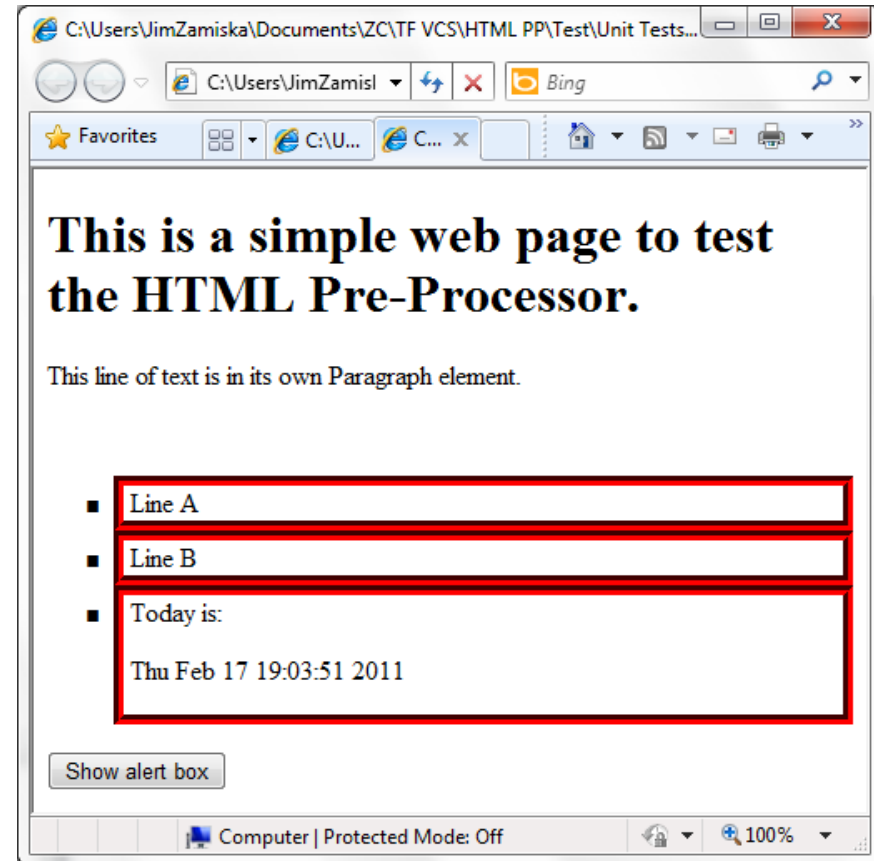 C:\Users\JimZamiska\Documents\ZC\TF VCS\HTML PP\Test\Unit Tests...
C:\Users\JimZamisl
Bing
Favorites
C:\U...
C...
This is a simple web page to test
the HTML Pre-Processor.
This line of text is in its own Paragraph element.
Line A
Line B
Today is:
Thu Feb 17 19:03:51 2011
Show alert box
Computer | Protected Mode: Off
100%